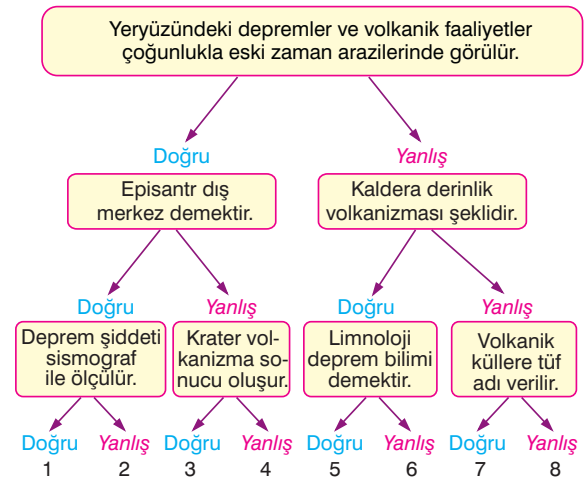 Yeryüzündeki depremler ve volkanik faaliyetler
çoğunlukla eski zaman arazilerinde görülür.
Doğru
Yanlış
Episantr dış
merkez demektir.
Kaldera derinlik
volkanizması şeklidir.
Doğru
Yanlış
Doğru
Yanlış
Deprem şiddeti
sismograf
ile ölçülür.
Krater vol-
kanizma so-
nucu oluşur.
Limnoloji
deprem bilimi
demektir.
Volkanik
küllere tüf
adı verilir.
Doğru
Yanlış
Doğru
Yanlış
Doğru
Yanlış
Doğru
Yanlış
1
2
3
4
5
6
7
8